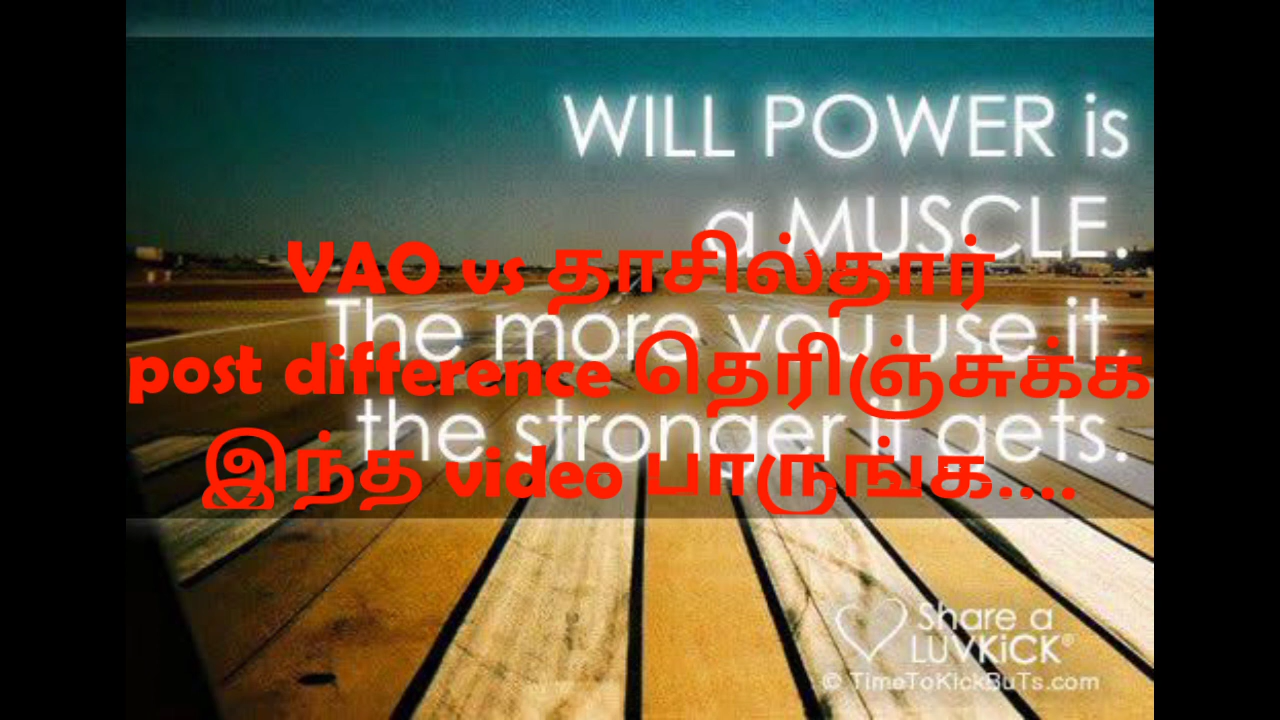 WILL POWER is
a MUSCLE.
VAO vs தாசில்தார்
The more you use it,
post difference தெரிஞ்சுக்க
the stronger it gets.
இந்த video பாருங்க....
Share a
LUVKiCK®
© TimeToKickBuTs.com